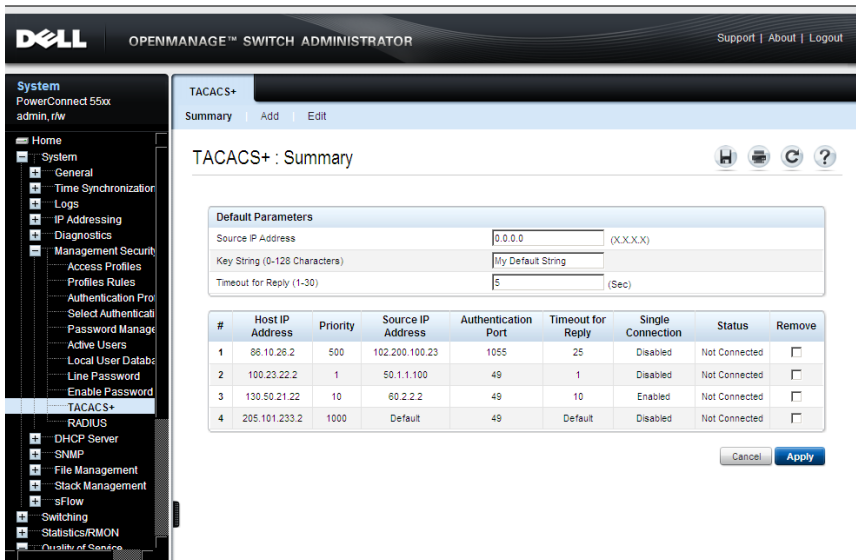 DELL
OPENMANAGE™ SWITCH ADMINISTRATOR
Support | About | Logout
System
PowerConnect 55xx
admin, r/w
Home
System
General
Time Synchronization
Logs
IP Addressing
Diagnostics
Management Securit
Access Profiles
Profiles Rules
Authentication Pro
Select Authenticati
Password Manage
Active Users
Local User Databa
Line Password
Enable Password
TACACS+
RADIUS
DHCP Server
SNMP
File Management
Stack Management
sFlow
Switching
Statistics/RMON
Quality of Service
TACACS+
Summary Add Edit
TACACS+ : Summary
Default Parameters
Source IP Address 0.0.0.0 (X.X.X.X)
Key String (0-128 Characters) My Default String
Timeout for Reply (1-30) 5 (Sec)
# Host IP Address Priority Source IP Address Authentication Port Timeout for Reply Single Connection Status Remove
1 86.10.26.2 500 102.200.100.23 1055 25 Disabled Not Connected
2 100.23.22.2 1 50.1.1.100 49 1 Disabled Not Connected
3 130.50.21.22 10 60.2.2.2 49 10 Enabled Not Connected
4 205.101.233.2 1000 Default 49 Default Disabled Not Connected
Cancel Apply